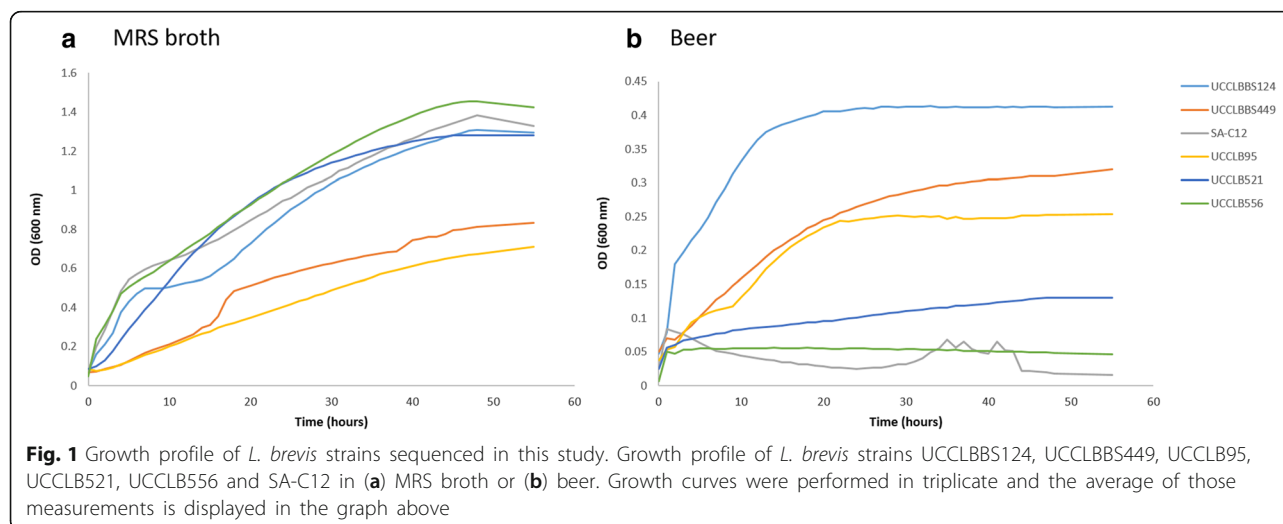 a MRS broth
1.6
1.4
1.2
1
0.8
0.6
0.4
0.2
0
0 10 20 30 40 50 60
OD (600 nm)
Time (hours)
b Beer
0.45
0.4
0.35
0.3
0.25
0.2
0.15
0.1
0.05
0
0 10 20 30 40 50 60
OD (600 nm)
Time (hours)
UCCLBBS124
UCCLBBS449
SA-C12
UCCLB95
UCCLB521
UCCLB556
Fig. 1 Growth profile of L. brevis strains sequenced in this study. Growth profile of L. brevis strains UCCLBBS124, UCCLBBS449, UCCLB95,
UCCLB521, UCCLB556 and SA-C12 in (a) MRS broth or (b) beer. Growth curves were performed in triplicate and the average of those
measurements is displayed in the graph above